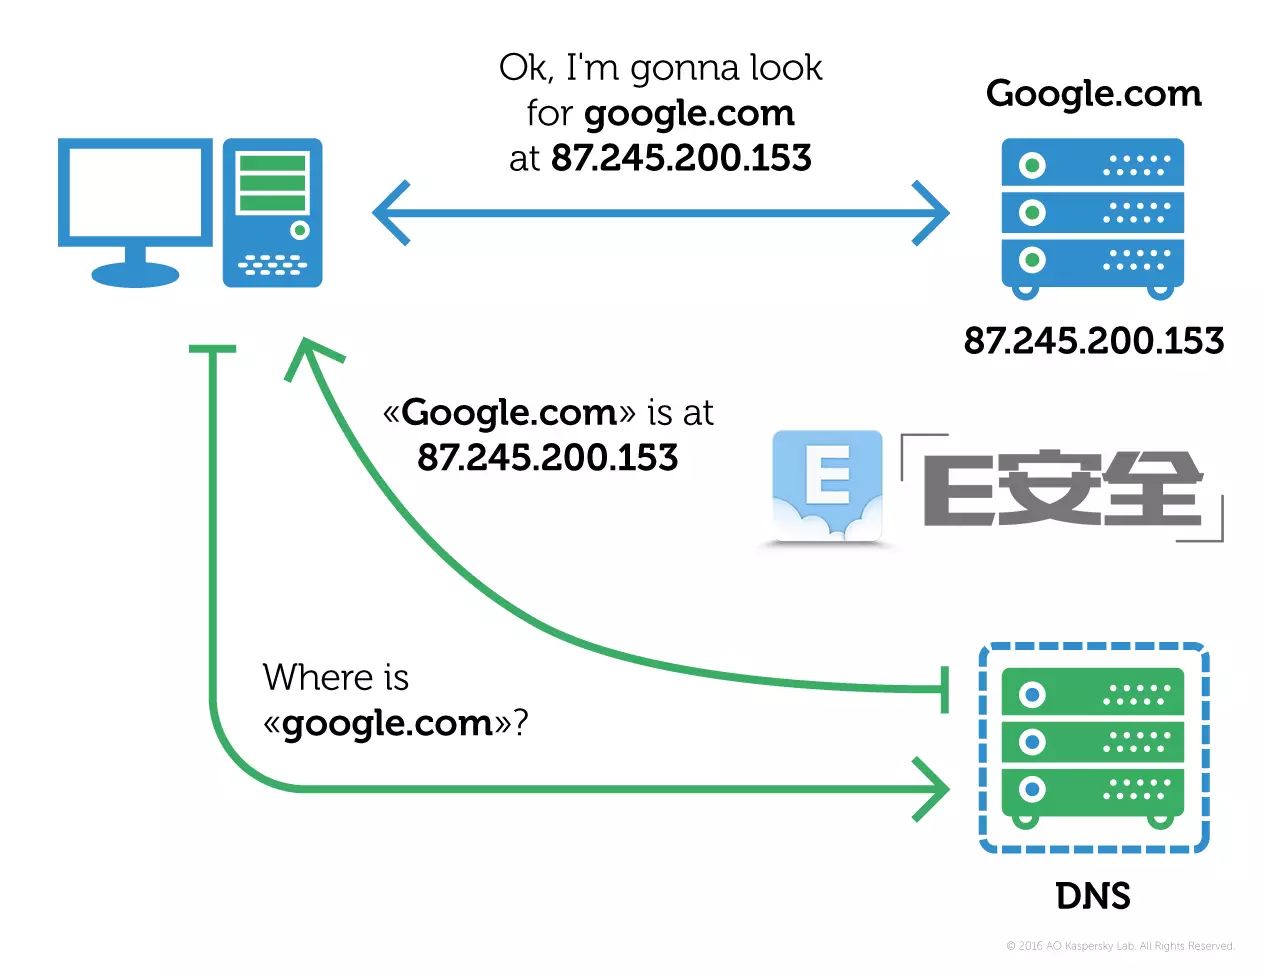 Ok, I'm gonna look
for google.com
at 87.245.200.153
Google.com
87.245.200.153
«Google.com» is at
87.245.200.153
E
E安全
Where is
«google.com»?
DNS
© 2016 AO Kaspersky Lab. All Rights Reserved.